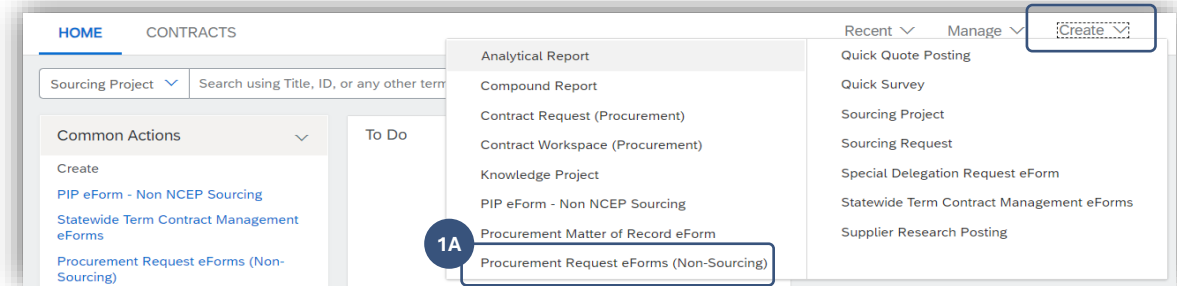 HOME CONTRACTS Recent Manage Create
Sourcing Project Search using Title, ID, or any other term
Common Actions
Create
PIP eForm - Non NCEP Sourcing
Statewide Term Contract Management
eForms
Procurement Request eForms (Non-
Sourcing)
To Do
Analytical Report
Compound Report
Contract Request (Procurement)
Contract Workspace (Procurement)
Knowledge Project
PIP eForm - Non NCEP Sourcing
Procurement Matter of Record eForm
1A
Procurement Request eForms (Non-Sourcing)
Quick Quote Posting
Quick Survey
Sourcing Project
Sourcing Request
Special Delegation Request eForm
Statewide Term Contract Management eForms
Supplier Research Posting